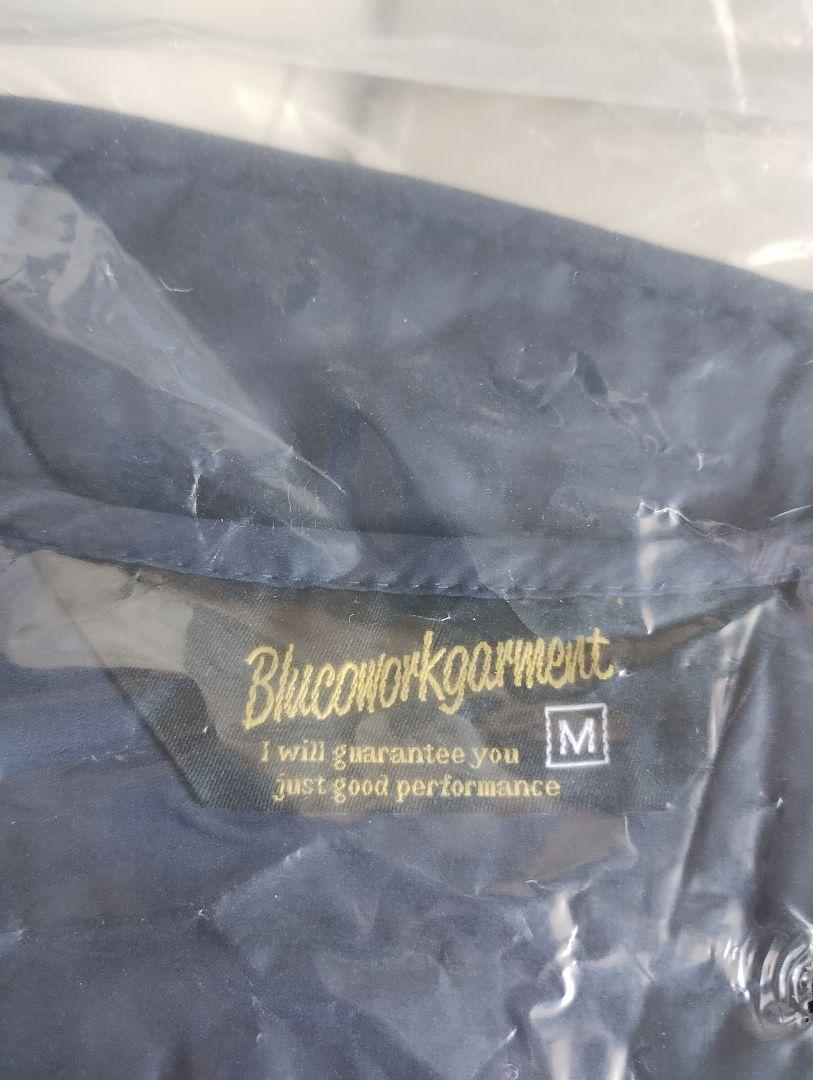 Blucoworkgarment
I will guarantee you
M
just good performance